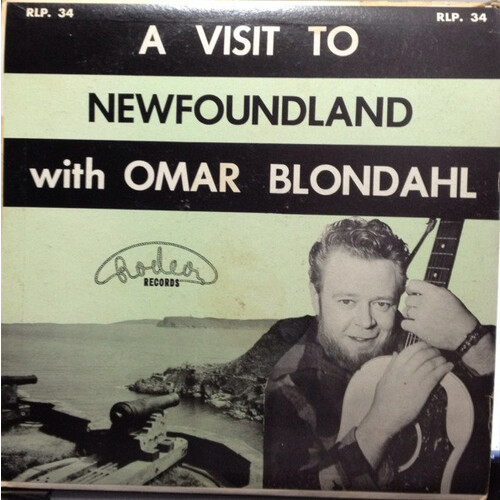 RLP. 34
RLP. 34
A VISIT TO
NEWFOUNDLAND
with OMAR BLONDAHL
Rodeo
RECORDS